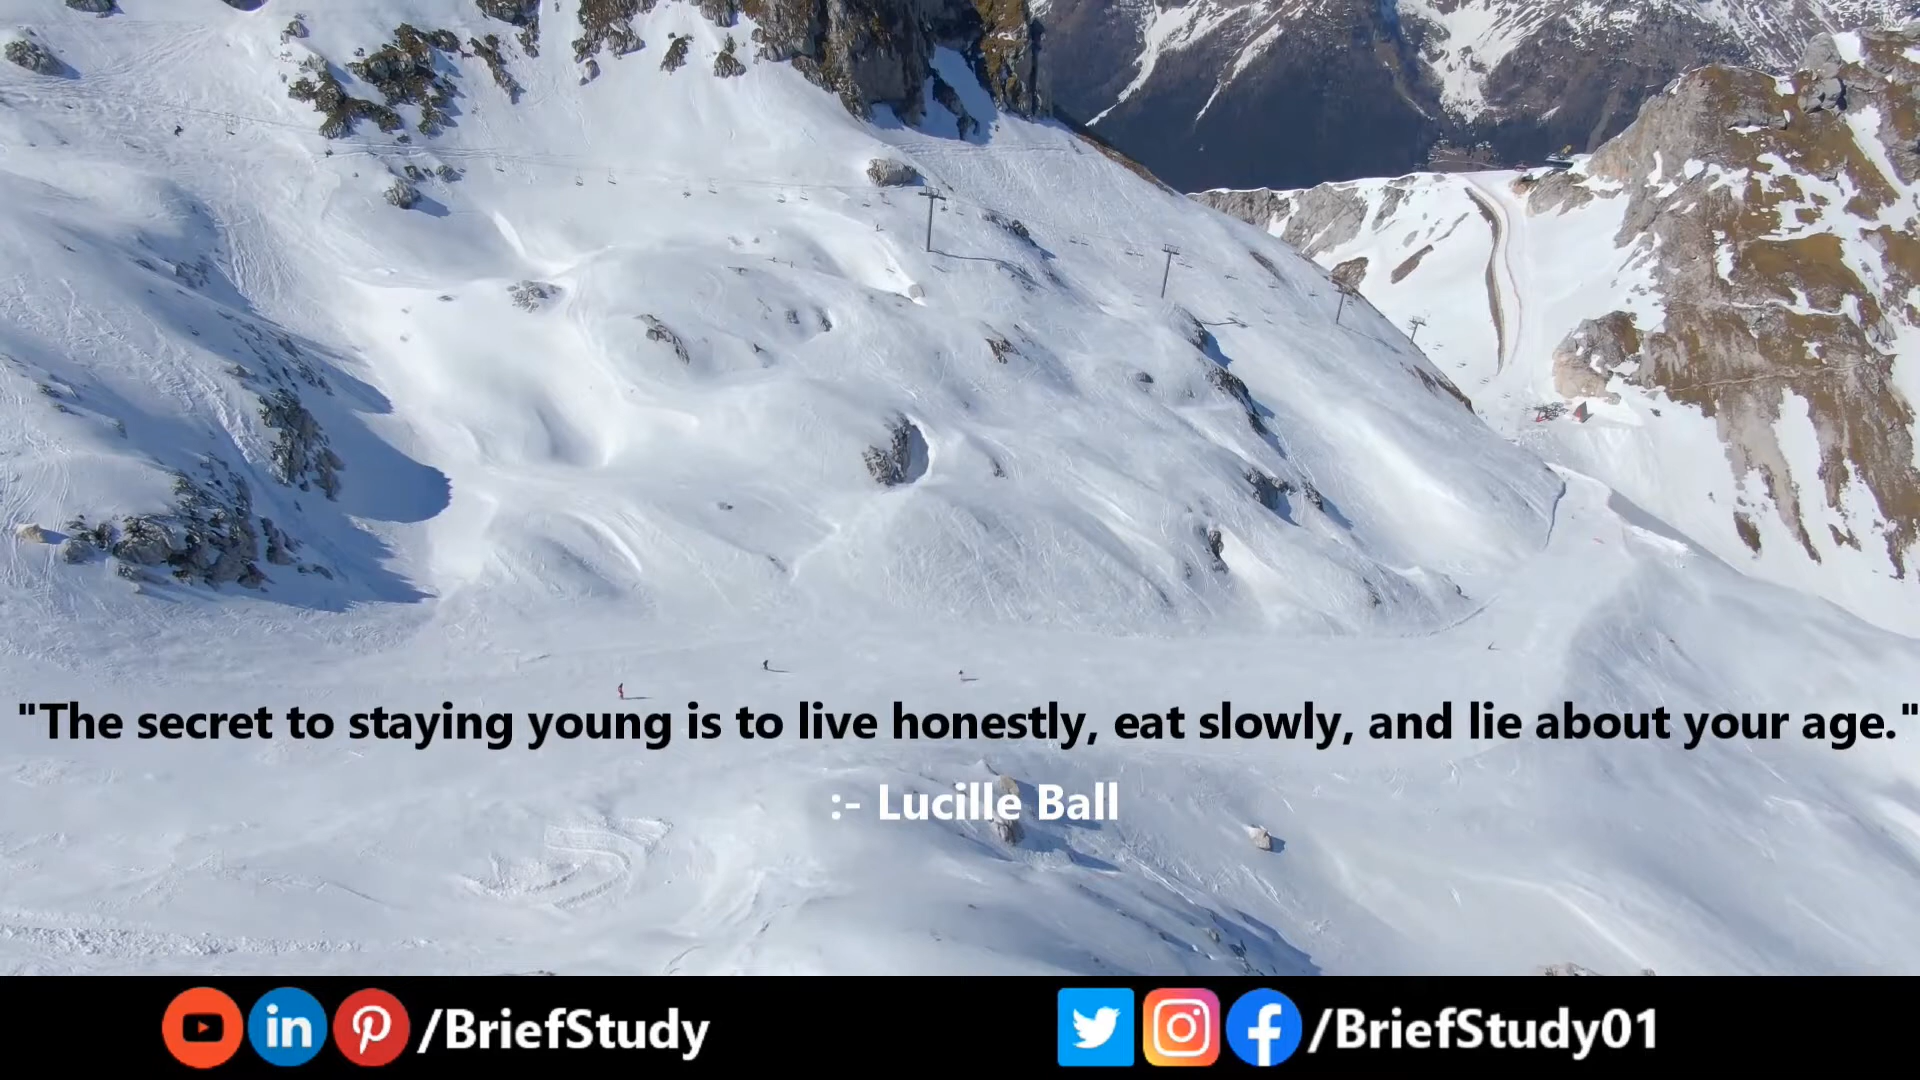 "The secret to staying young is to live honestly, eat slowly, and lie about your age."
:- Lucille Ball
in /BriefStudy /BriefStudy01